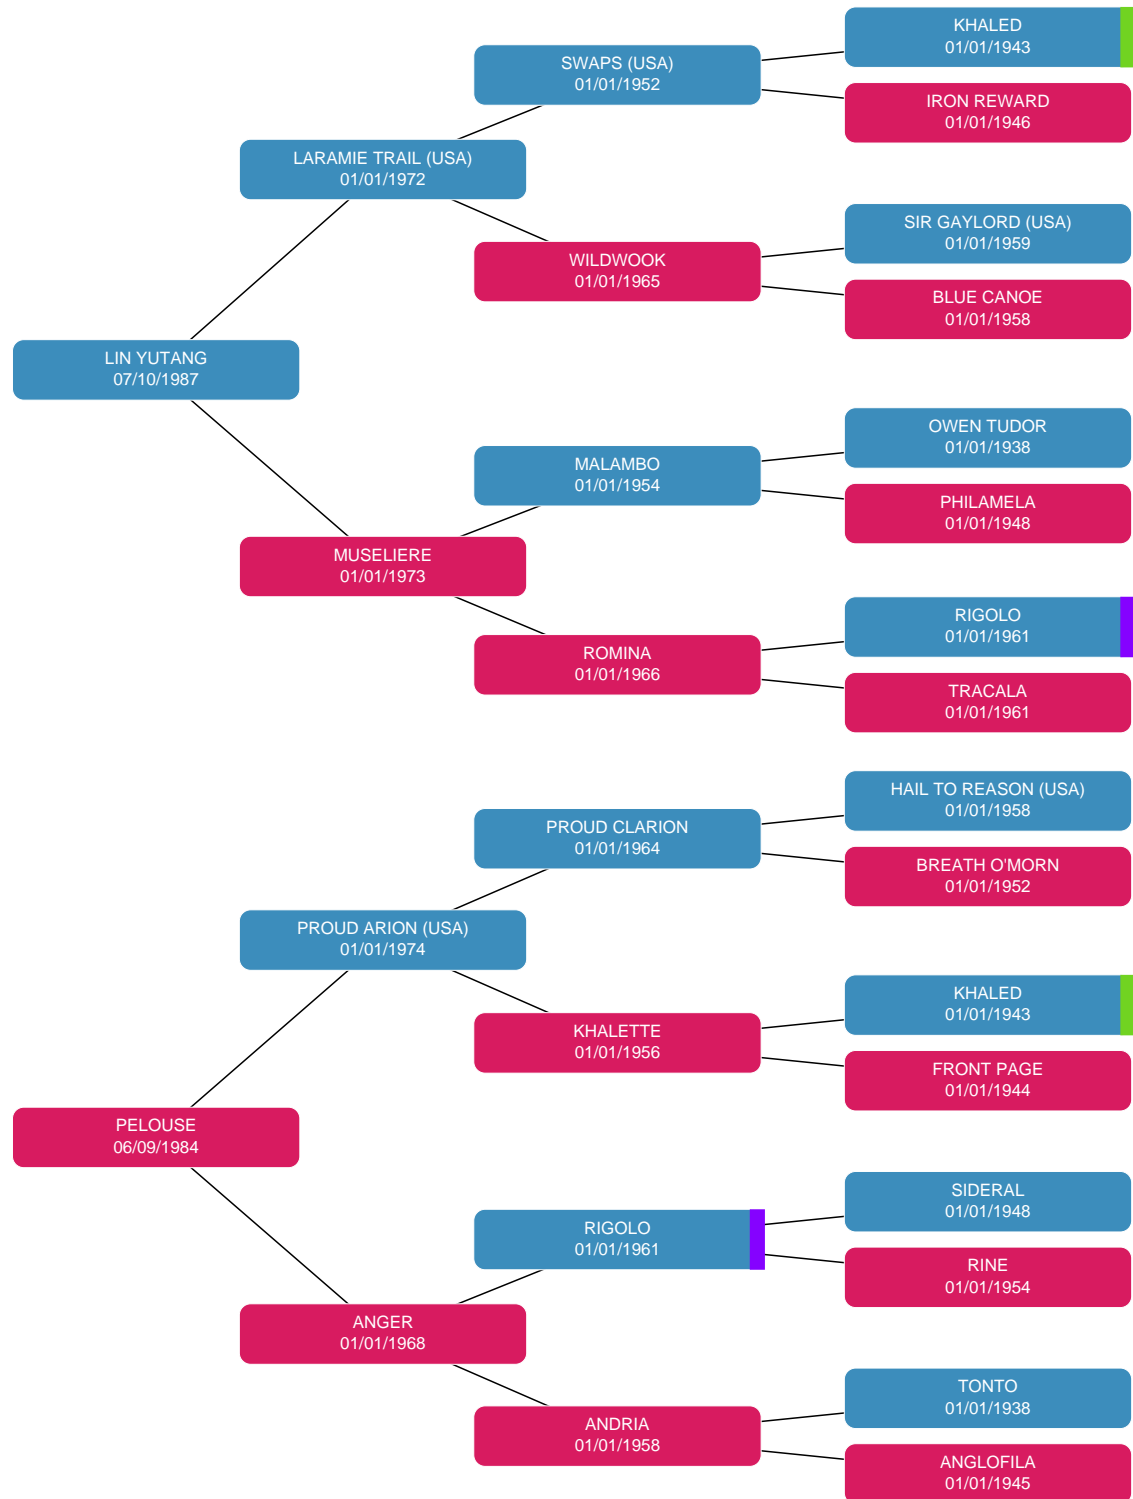 KHALED
01/01/1943
SWAPS (USA)
01/01/1952
IRON REWARD
01/01/1946
LARAMIE TRAIL (USA)
01/01/1972
SIR GAYLORD (USA)
01/01/1959
WILDWOOK
01/01/1965
BLUE CANOE
01/01/1958
LIN YUTANG
07/10/1987
OWEN TUDOR
01/01/1938
MALAMBO
01/01/1954
PHILAMELA
01/01/1948
MUSELIERE
01/01/1973
RIGOLO
01/01/1961
ROMINA
01/01/1966
TRACALA
01/01/1961
HAIL TO REASON (USA)
01/01/1958
PROUD CLARION
01/01/1964
BREATH O'MORN
01/01/1952
PROUD ARION (USA)
01/01/1974
KHALED
01/01/1943
KHALETTE
01/01/1956
FRONT PAGE
01/01/1944
PELOUSE
06/09/1984
SIDERAL
01/01/1948
RIGOLO
01/01/1961
RINE
01/01/1954
ANGER
01/01/1968
TONTO
01/01/1938
ANDRIA
01/01/1958
ANGLOFILA
01/01/1945